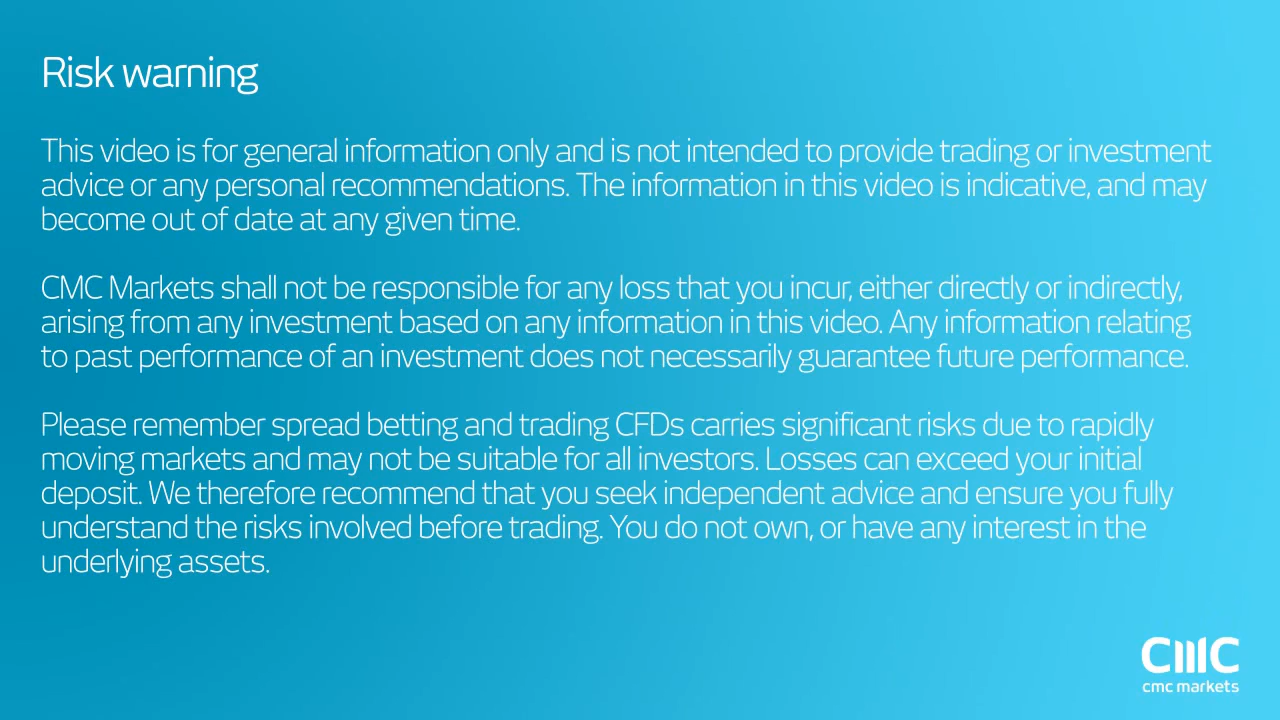 Risk warning
This video is for general information only and is not intended to provide trading or investment
advice or any personal recommendations. The information in this video is indicative, and may
become out of date at any given time.
CMC Markets shall not be responsible for any loss that you incur, either directly or indirectly,
arising from any investment based on any information in this video. Any information relating
to past performance of an investment does not necessarily guarantee future performance.
Please remember spread betting and trading CFDs carries significant risks due to rapidly
moving markets and may not be suitable for all investors. Losses can exceed your initial
deposit. We therefore recommend that you seek independent advice and ensure you fully
understand the risks involved before trading. You do not own, or have any interest in the
underlying assets.
CMC
cmc markets